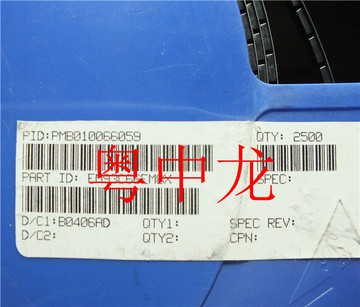 PID:PMB010066059 QTY: 2500
PART ID: SPEC:
粤中龙
D/C1:B0406AD QTY1: SPEC REV:
D/C2: QTY2: CPN: